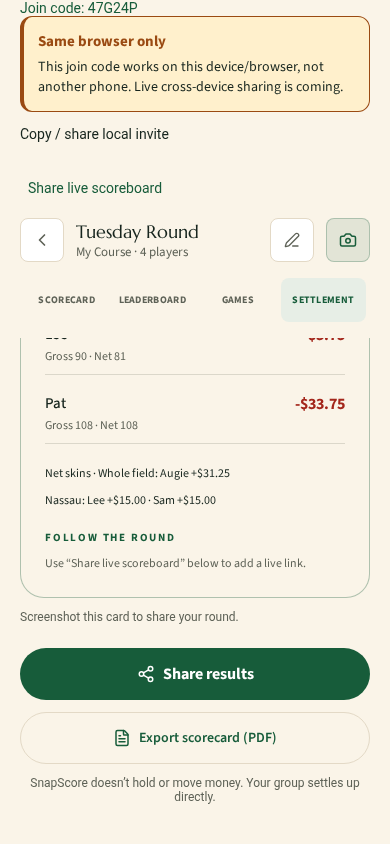 Join code: 47G24P
Same browser only
This join code works on this device/browser, not
another phone. Live cross-device sharing is coming.
Copy / share local invite
Share live scoreboard
Tuesday Round
My Course · 4 players
SCORECARD LEADERBOARD GAMES SETTLEMENT
Gross 90 · Net 81
Pat -$33.75
Gross 108 · Net 108
Net skins · Whole field: Augie +$31.25
Nassau: Lee +$15.00 · Sam +$15.00
FOLLOW THE ROUND
Use “Share live scoreboard” below to add a live link.
Screenshot this card to share your round.
Share results
Export scorecard (PDF)
SnapScore doesn’t hold or move money. Your group settles up
directly.